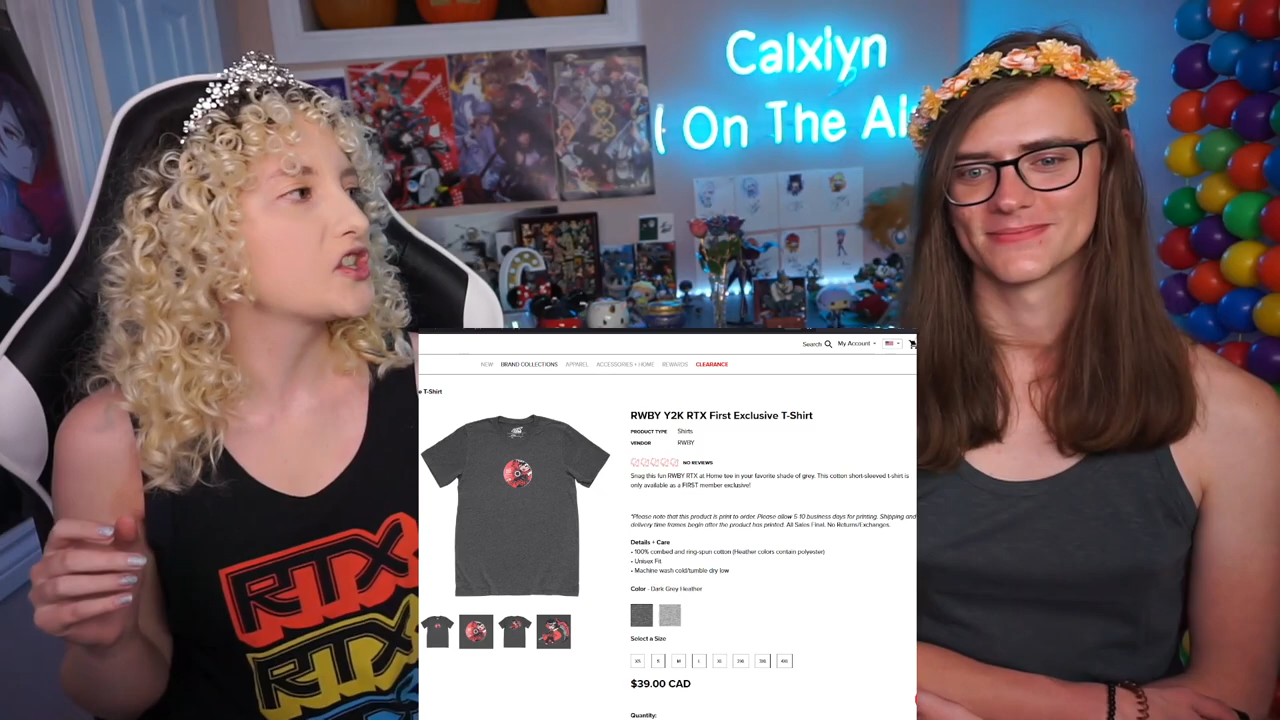 Calxiyn
On The Ai
RTX
RTX
C
Search
My Account
NEW BRAND COLLECTIONS APPAREL ACCESSORIES + HOME REWARDS CLEARANCE
e T-Shirt
RWBY Y2K RTX First Exclusive T-Shirt
PRODUCT TYPE Shirts
VENDOR RWBY
NO REVIEWS
Snag this fun RWBY RTX at Home tee in your favorite shade of grey. This cotton short-sleeved t-shirt is
only available as a FIRST member exclusive!
*Please note that this product is print to order. Please allow 5-10 business days for printing. Shipping and
delivery time frames begin after the product has printed. All Sales Final. No Returns/Exchanges.
Details + Care
• 100% combed and ring-spun cotton (Heather colors contain polyester)
• Unisex Fit
• Machine wash cold/tumble dry low
Color - Dark Grey Heather
Select a Size
XS S M L XL 2XL 3XL 4XL
$39.00 CAD
Quantity: